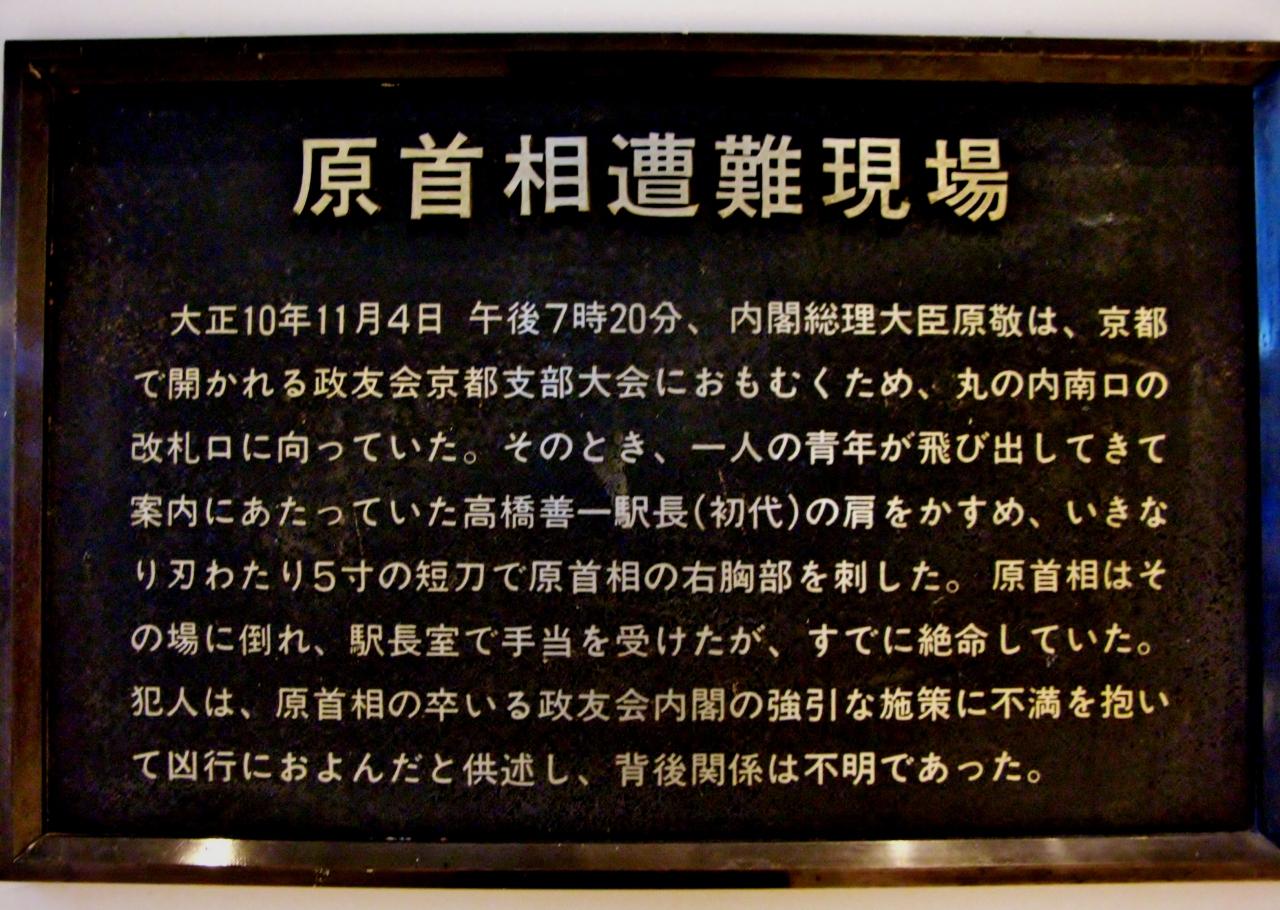 原首相遭難現場
大正10年11月4日 午後7時20分、内閣総理大臣原敬は、京都
で開かれる政友会京都支部大会におもむくため、丸の内南口の
改札口に向っていた。そのとき、一人の青年が飛び出してきて
案内にあたっていた高橋善一駅長(初代)の肩をかすめ、いきな
り刃わたり5寸の短刀で原首相の右胸部を刺した。原首相はそ
の場に倒れ、駅長室で手当を受けたが、すでに絶命していた。
犯人は、原首相の卒いる政友会内閣の強引な施策に不満を抱い
て凶行におよんだと供述し、背後関係は不明であった。